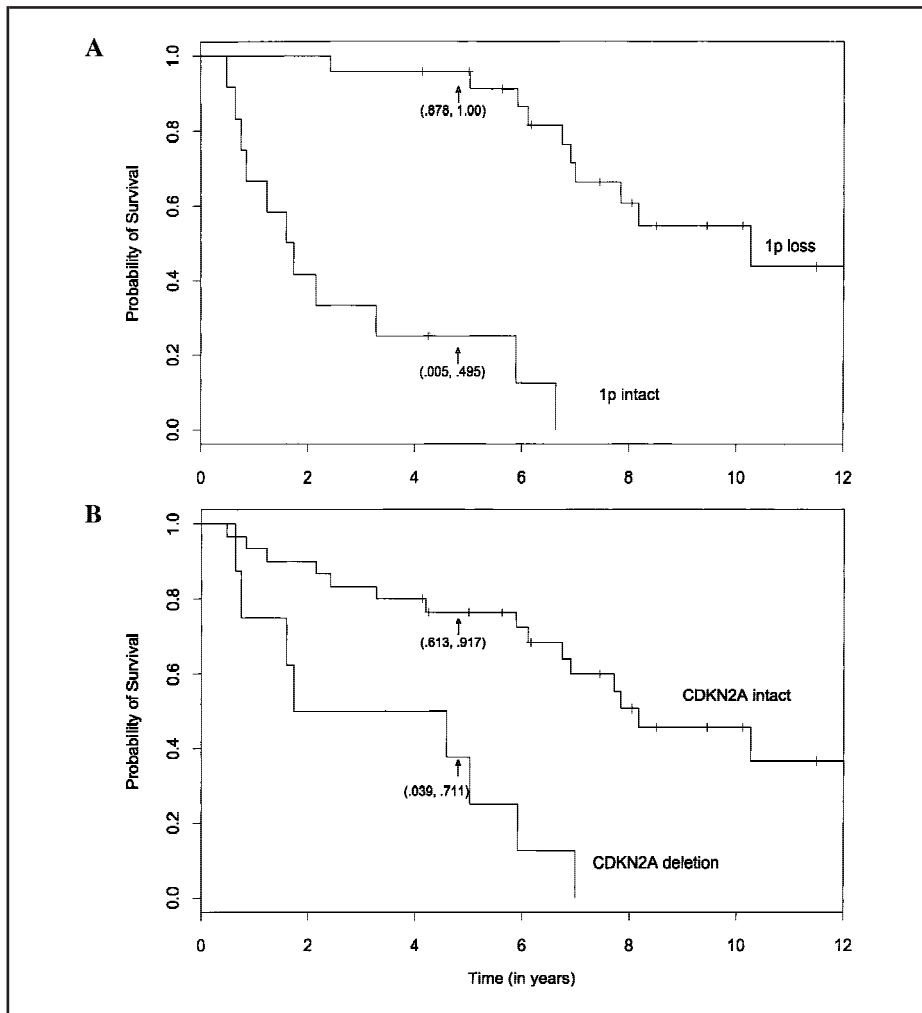 A
Probability of Survival
1.0
0.8
0.6
0.4
0.2
0.0
(.878, 1.00)
1p loss
(.005, .495)
1p intact
0 2 4 6 8 10 12
B
Probability of Survival
1.0
0.8
0.6
0.4
0.2
0.0
(.613, .917)
CDKN2A intact
(.039, .711)
CDKN2A deletion
0 2 4 6 8 10 12
Time (in years)